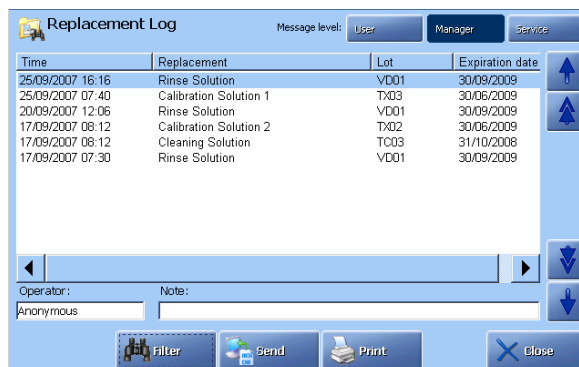 Replacement Log
Message level: User Manager Service
Time Replacement Lot Expiration date
25/09/2007 16:16 Rinse Solution VD01 30/09/2009
25/09/2007 07:40 Calibration Solution 1 TX03 30/06/2009
20/09/2007 12:06 Rinse Solution VD01 30/09/2009
17/09/2007 08:12 Calibration Solution 2 TX02 30/06/2009
17/09/2007 08:12 Cleaning Solution TC03 31/10/2008
17/09/2007 07:30 Rinse Solution VD01 30/09/2009
Operator: Note:
Anonymous
Filter Send Print Close